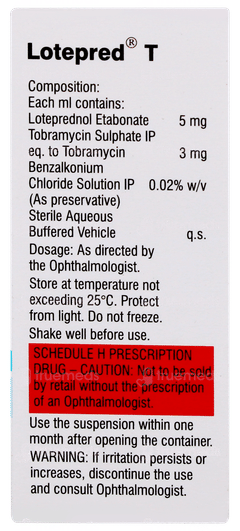 Lotepred® T
Composition:
Each ml contains:
Loteprednol Etabonate 5 mg
Tobramycin Sulphate IP
eq. to Tobramycin 3 mg
Benzalkonium
Chloride Solution IP 0.02% w/v
(As preservative)
Sterile Aqueous
Buffered Vehicle q.s.
Dosage: As directed by
the Ophthalmologist.
Store at temperature not
exceeding 25°C. Protect
from light. Do not freeze.
Shake well before use.
SCHEDULE H PRESCRIPTION
DRUG – CAUTION: Not to be sold
by retail without the prescription
of an Ophthalmologist.
Use the suspension within one
month after opening the container.
WARNING: If irritation persists or
increases, discontinue the use
and consult Ophthalmologist.